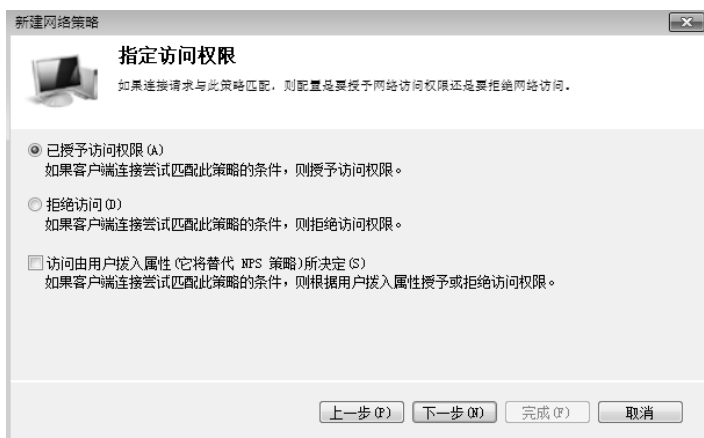 新建网络策略
指定访问权限
如果连接请求与此策略匹配，则配置是要授予网络访问权限还是要拒绝网络访问。
已授予访问权限(A)
如果客户端连接尝试匹配此策略的条件，则授予访问权限。
拒绝访问(D)
如果客户端连接尝试匹配此策略的条件，则拒绝访问权限。
访问由用户拨入属性(它将替代 NPS 策略)所决定(S)
如果客户端连接尝试匹配此策略的条件，则根据用户拨入属性授予或拒绝访问权限。
上一步(P) 下一步(N) 完成(F) 取消